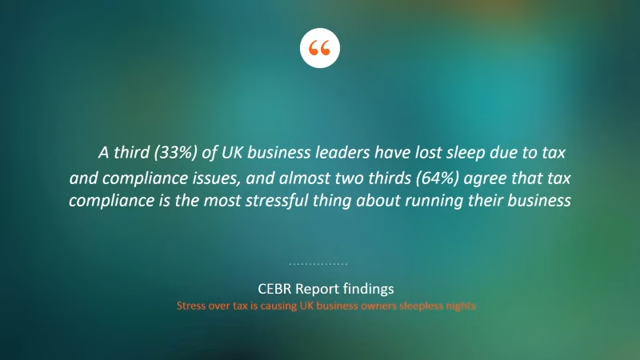 “
A third (33%) of UK business leaders have lost sleep due to tax
and compliance issues, and almost two thirds (64%) agree that tax
compliance is the most stressful thing about running their business
CEBR Report findings
Stress over tax is causing UK business owners sleepless nights